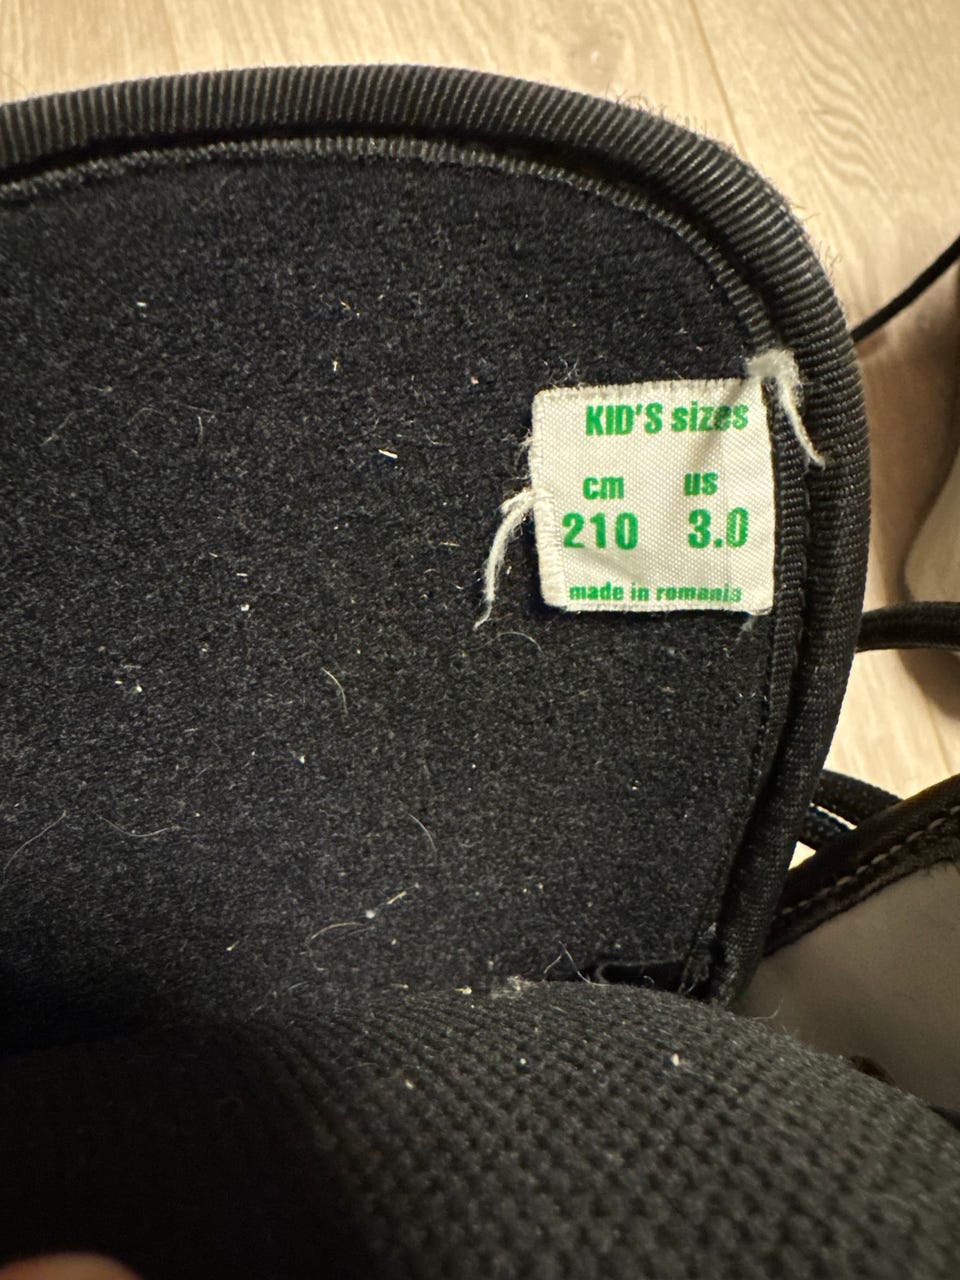 KID'S sizes
cm us
210 3.0
made in romania